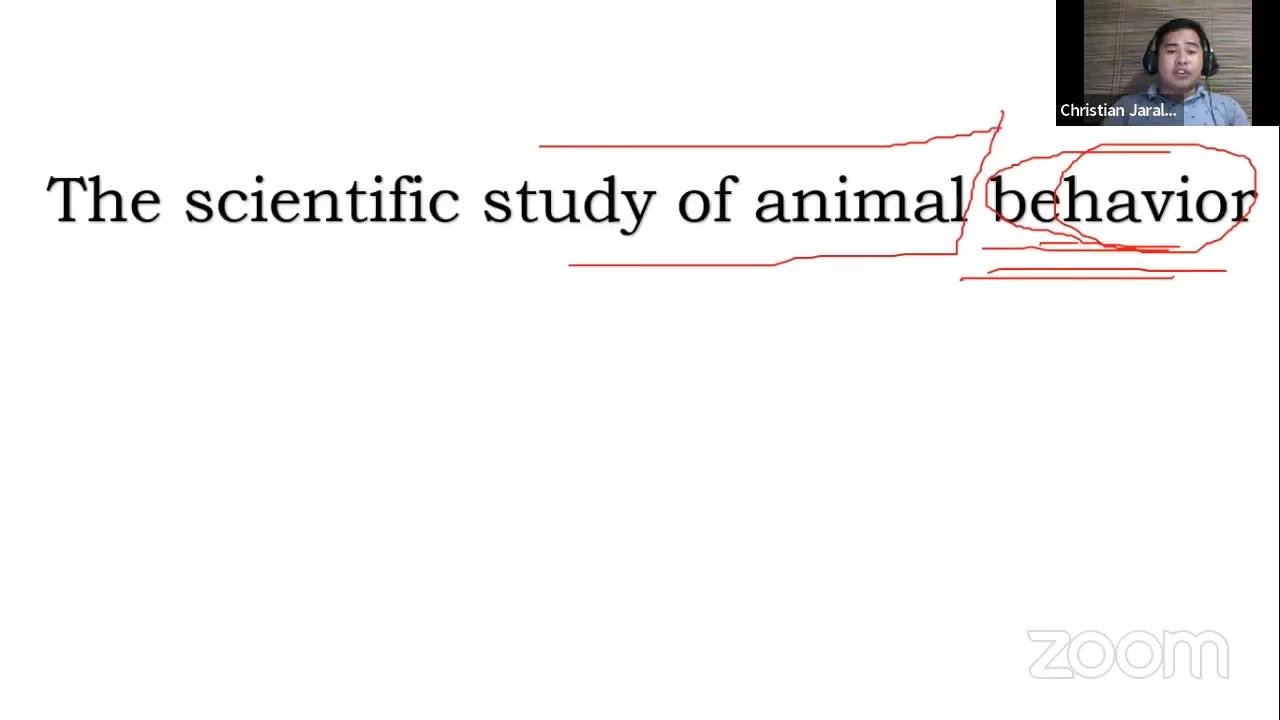 Christian Jaral...
The scientific study of animal behavior
zoom